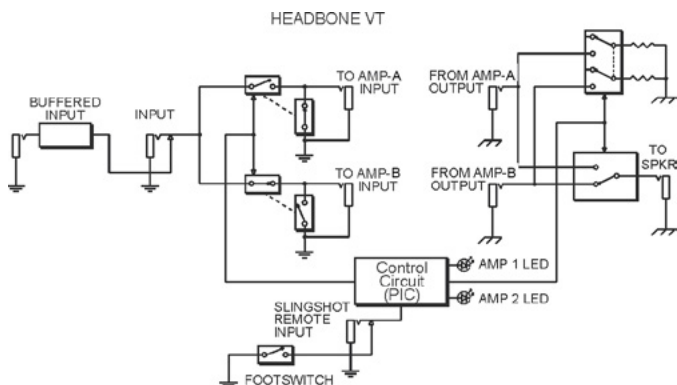 HEADBONE VT
BUFFERED
INPUT
INPUT
TO AMP-A
INPUT
FROM AMP-A
OUTPUT
TO AMP-B
INPUT
FROM AMP-B
OUTPUT
TO
SPKR
Control
Circuit
(PIC)
AMP 1 LED
AMP 2 LED
SLINGSHOT
REMOTE
INPUT
FOOTSWITCH